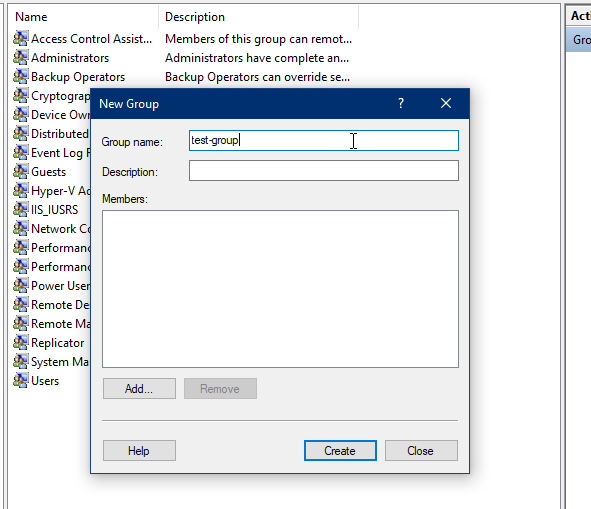 Name Description Acti
Access Control Assist... Members of this group can remot... Gro
Administrators Administrators have complete an...
Backup Operators Backup Operators can override se...
Cryptograp
Device Own
Distributed
Event Log R
Guests
Hyper-V Ad
IIS_IUSRS
Network Co
Performanc
Performanc
Power User
Remote De
Remote Ma
Replicator
System Ma
Users
New Group ?
Group name: test-group
Description:
Members:
Add... Remove
Help Create Close